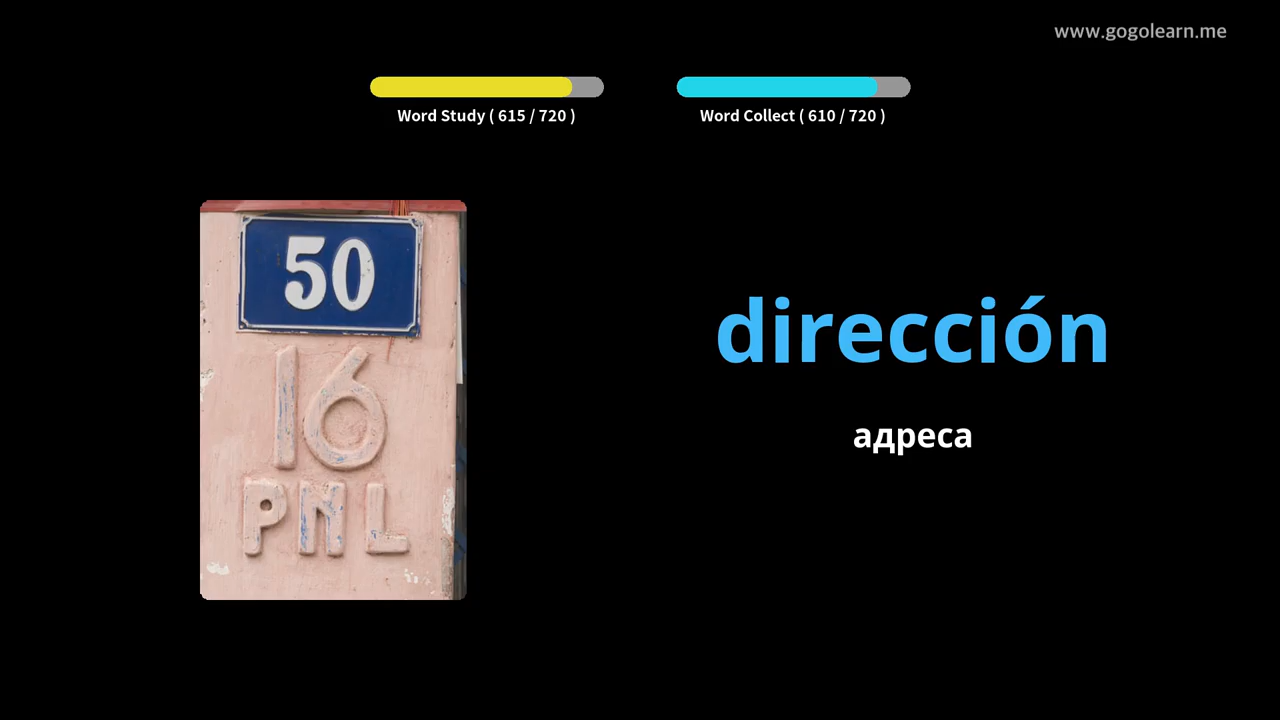 www.gogolearn.me
Word Study ( 615 / 720 )
Word Collect ( 610 / 720 )
50
16
PNL
dirección
адреса